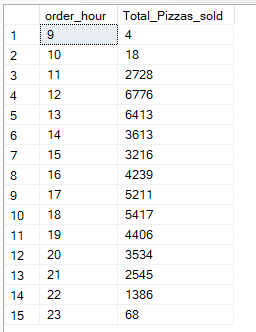 order_hour Total_Pizzas_sold
1 9 4
2 10 18
3 11 2728
4 12 6776
5 13 6413
6 14 3613
7 15 3216
8 16 4239
9 17 5211
10 18 5417
11 19 4406
12 20 3534
13 21 2545
14 22 1386
15 23 68